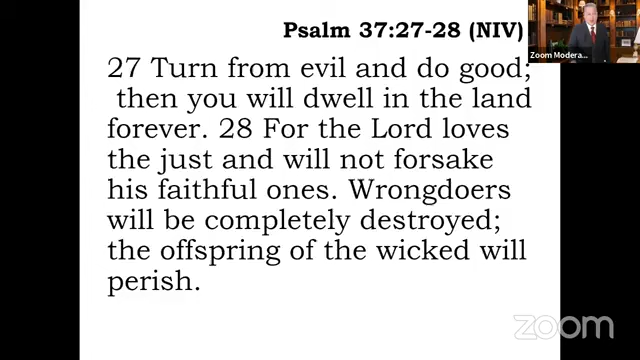 Psalm 37:27-28 (NIV)
27 Turn from evil and do good;
then you will dwell in the land
forever. 28 For the Lord loves
the just and will not forsake
his faithful ones. Wrongdoers
will be completely destroyed;
the offspring of the wicked will
perish.
Zoom Modera...
zoom